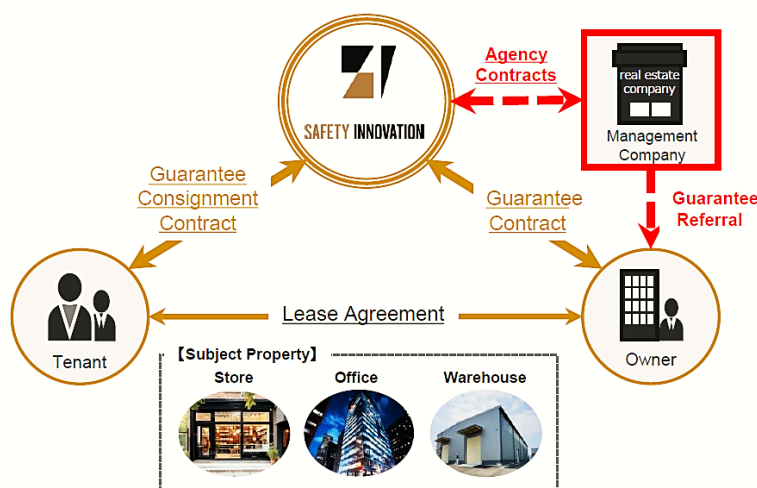 Agency
Contracts
real estate
company
Management
Company
SAFETY INNOVATION
Guarantee
Consignment
Contract
Guarantee
Contract
Guarantee
Referral
Lease Agreement
Tenant
Owner
【Subject Property】
Store
Office
Warehouse